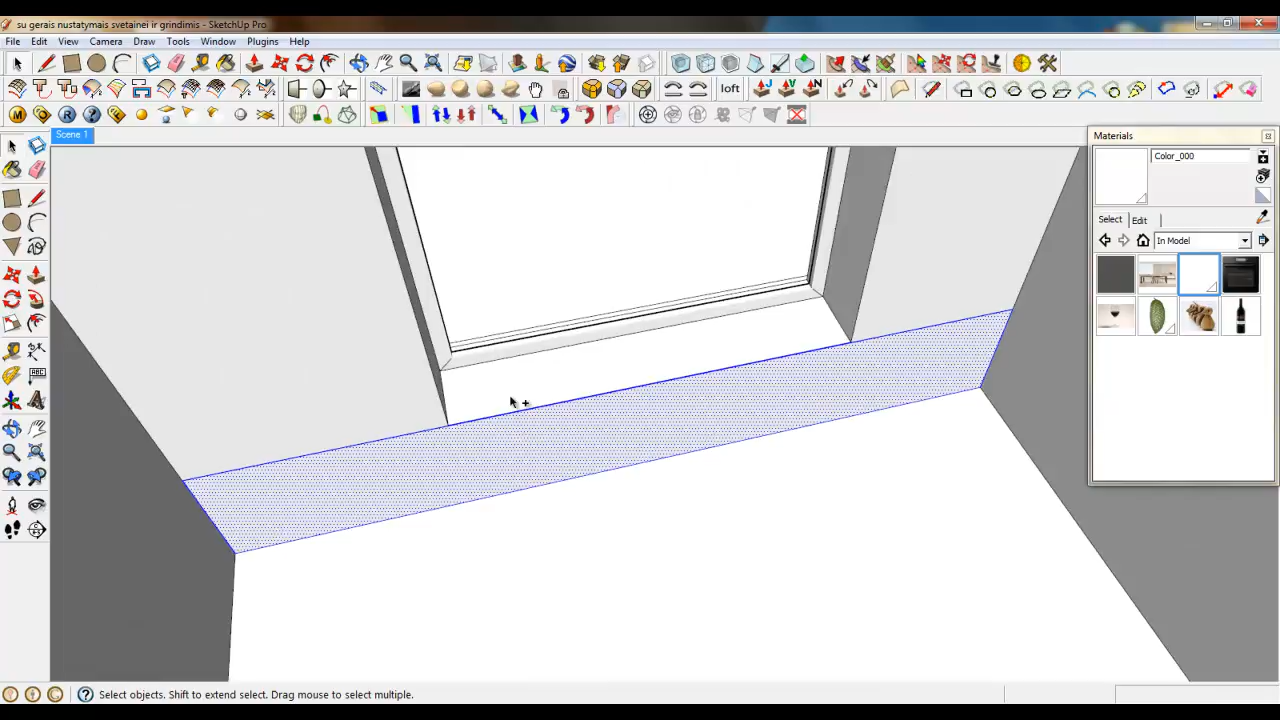 su gerais nustatymais svetainei ir grindimis - SketchUp Pro
File Edit View Camera Draw Tools Window Plugins Help
loft
M R ?
Scene 1
Materials
Color_000
Select Edit
In Model
ABC
Select objects. Shift to extend select. Drag mouse to select multiple.